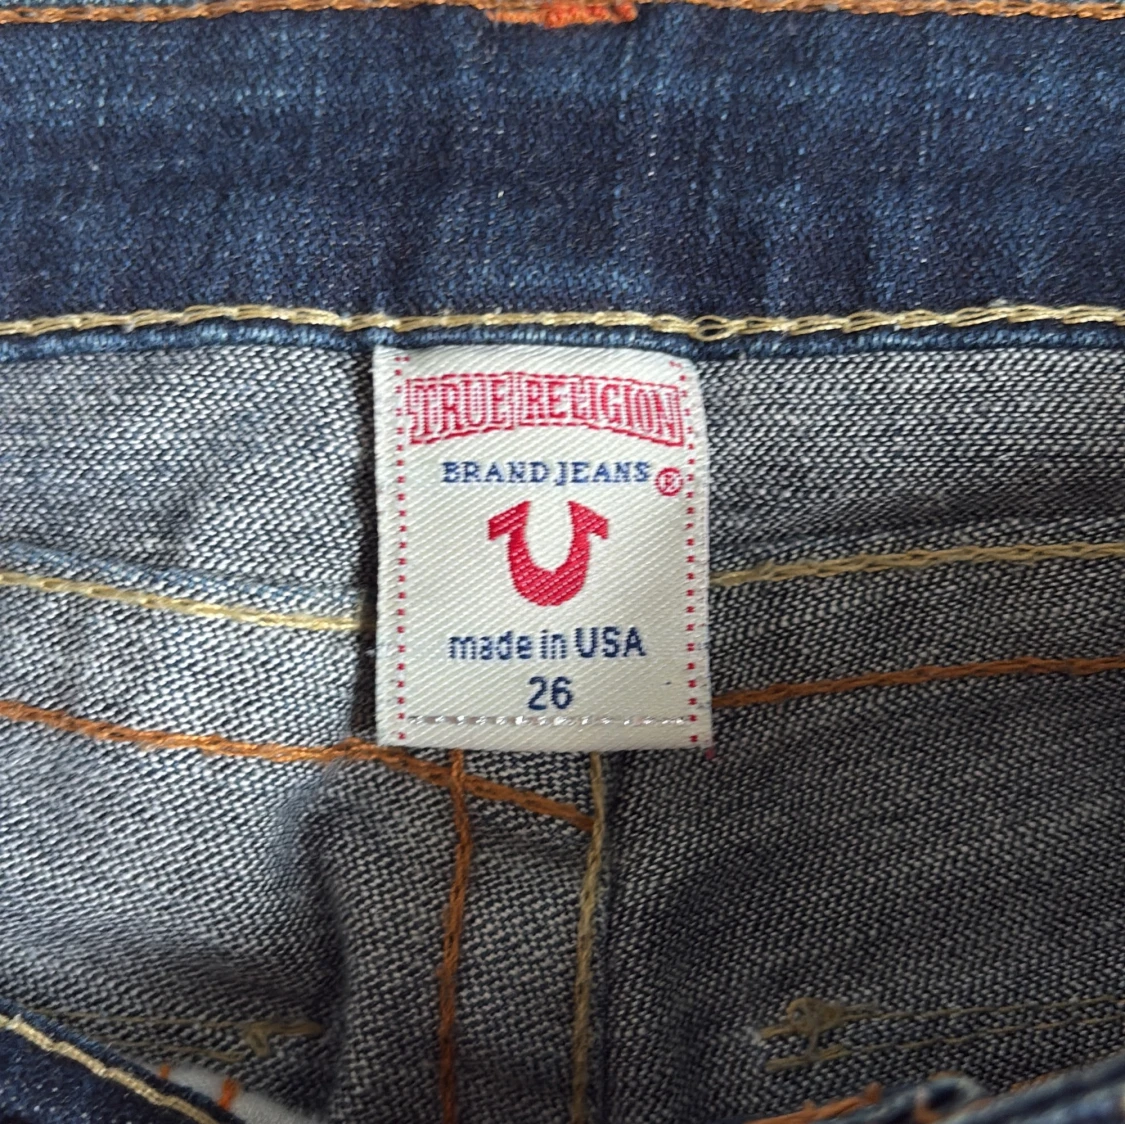 TRUE RELIGION
BRAND JEANS ®
made in USA
26